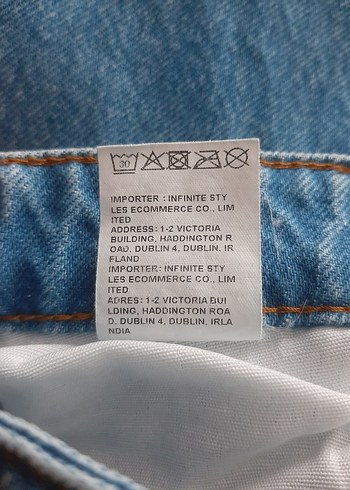 30
IMPORTER : INFINITE STY
LES ECOMMERCE CO., LIM
ITED
ADDRESS: 1-2 VICTORIA
BUILDING, HADDINGTON R
OAD, DUBLIN 4, DUBLIN, IR
ELAND
IMPORTER: INFINITE STY
LES ECOMMERCE CO., LIM
ITED
ADRES: 1-2 VICTORIA BUI
LDING, HADDINGTON ROA
D, DUBLIN 4, DUBLIN, IRLA
NDIA